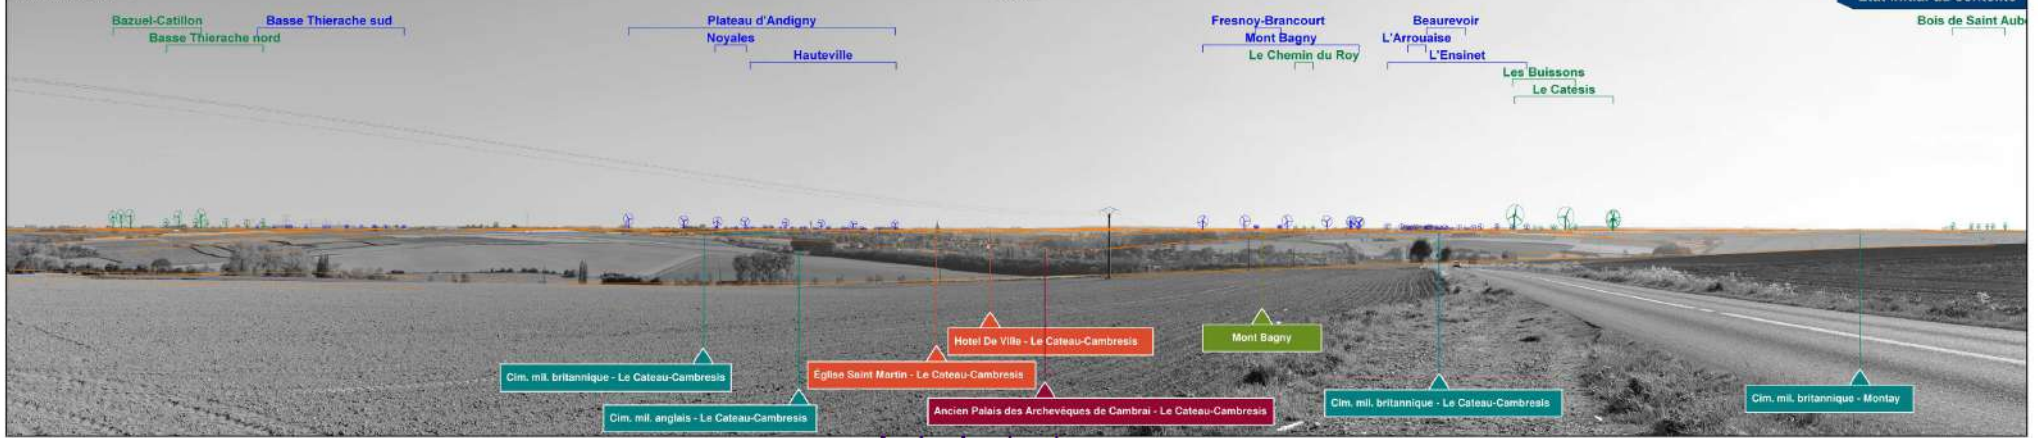 Bazuel-Catillon
Basse Thierache sud
Plateau d'Andigny
Fresnoy-Brancourt
Beaurevoir
Bois de Saint Aub
Basse Thierache nord
Noyales
Mont Bagny
L'Arrouaise
Hauteville
Le Chemin du Roy
L'Ensinet
Les Buissons
Le Catésis
Hotel De Ville - Le Cateau-Cambresis
Mont Bagny
Cim. mil. britannique - Le Cateau-Cambresis
Église Saint Martin - Le Cateau-Cambresis
Cim. mil. anglais - Le Cateau-Cambresis
Ancien Palais des Archevêques de Cambrai - Le Cateau-Cambresis
Cim. mil. britannique - Le Cateau-Cambresis
Cim. mil. britannique - Montay